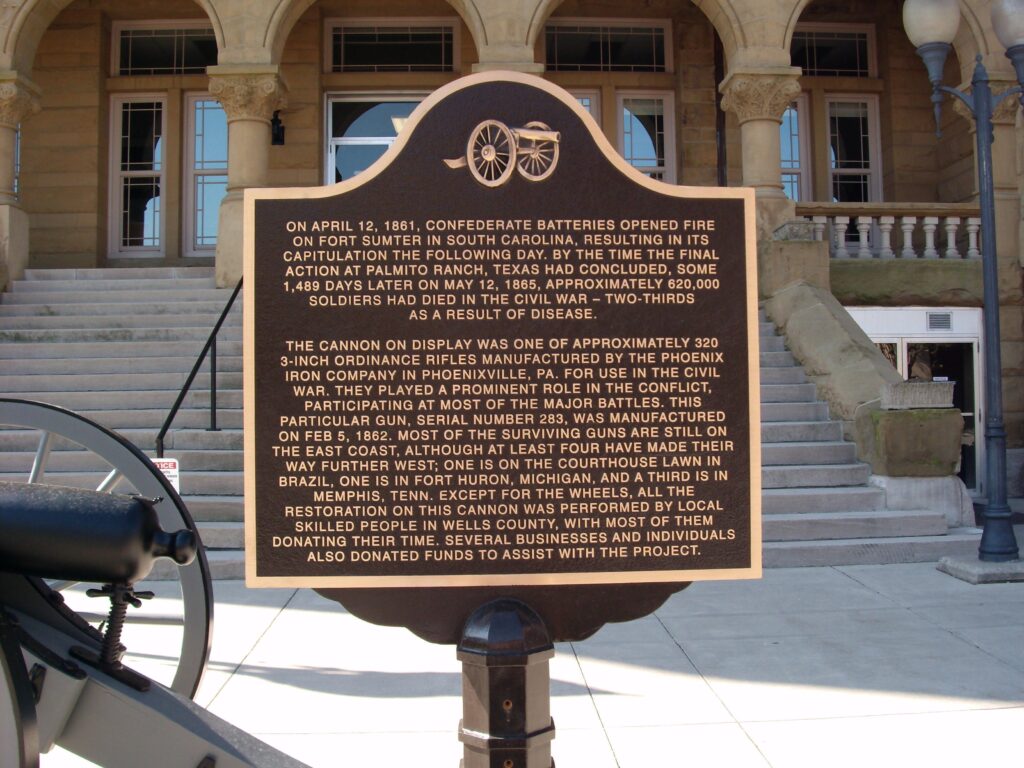 ON APRIL 12, 1861, CONFEDERATE BATTERIES OPENED FIRE
ON FORT SUMTER IN SOUTH CAROLINA, RESULTING IN ITS
CAPITULATION THE FOLLOWING DAY. BY THE TIME THE FINAL
ACTION AT PALMITO RANCH, TEXAS HAD CONCLUDED, SOME
1,489 DAYS LATER ON MAY 12, 1865, APPROXIMATELY 620,000
SOLDIERS HAD DIED IN THE CIVIL WAR – TWO-THIRDS
AS A RESULT OF DISEASE.
THE CANNON ON DISPLAY WAS ONE OF APPROXIMATELY 320
3-INCH ORDINANCE RIFLES MANUFACTURED BY THE PHOENIX
IRON COMPANY IN PHOENIXVILLE, PA. FOR USE IN THE CIVIL
WAR. THEY PLAYED A PROMINENT ROLE IN THE CONFLICT,
PARTICIPATING AT MOST OF THE MAJOR BATTLES. THIS
PARTICULAR GUN, SERIAL NUMBER 283, WAS MANUFACTURED
ON FEB 5, 1862. MOST OF THE SURVIVING GUNS ARE STILL ON
THE EAST COAST, ALTHOUGH AT LEAST FOUR HAVE MADE THEIR
WAY FURTHER WEST; ONE IS ON THE COURTHOUSE LAWN IN
BRAZIL, ONE IS IN FORT HURON, MICHIGAN, AND A THIRD IS IN
MEMPHIS, TENN. EXCEPT FOR THE WHEELS, ALL THE
RESTORATION ON THIS CANNON WAS PERFORMED BY LOCAL
SKILLED PEOPLE IN WELLS COUNTY, WITH MOST OF THEM
DONATING THEIR TIME. SEVERAL BUSINESSES AND INDIVIDUALS
ALSO DONATED FUNDS TO ASSIST WITH THE PROJECT.